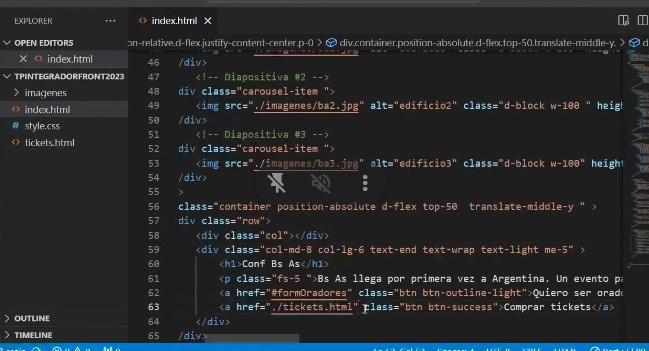 EXPLORER ···
index.html ×
OPEN EDITORS
on-relative.d-flex.justify-content-center.p-0 > div.container.position-absolute.d-flex.top-50.translate-middle-y. > d
× index.html
TPINTEGRADORFRONT2023
imagenes
index.html
style.css
tickets.html
46 /div>
47 <!-- Diapositiva #2 -->
48 div class="carousel-item ">
49 <img src="./imagenes/ba2.jpg" alt="edificio2" class="d-block w-100 " heigh
50 /div>
51 <!-- Diapositiva #3 -->
52 div class="carousel-item ">
53 <img src="./imagenes/ba3.jpg" alt="edificio3" class="d-block w-100" height
54 /div>
55 >
56 class="container position-absolute d-flex top-50  translate-middle-y " >
57 div class="row">
58 <div class="col"></div>
59 <div class="col-md-8 col-lg-6 text-end text-wrap text-light me-5" >
60 <h1>Conf Bs As</h1>
61 <p class="fs-5 ">Bs As llega por primera vez a Argentina. Un evento pa
62 <a href="#formOradores" class="btn btn-outline-light">Quiero ser orado
63 <a href="./tickets.html" class="btn btn-success">Comprar tickets</a>
64 </div>
65 /div>
OUTLINE
TIMELINE